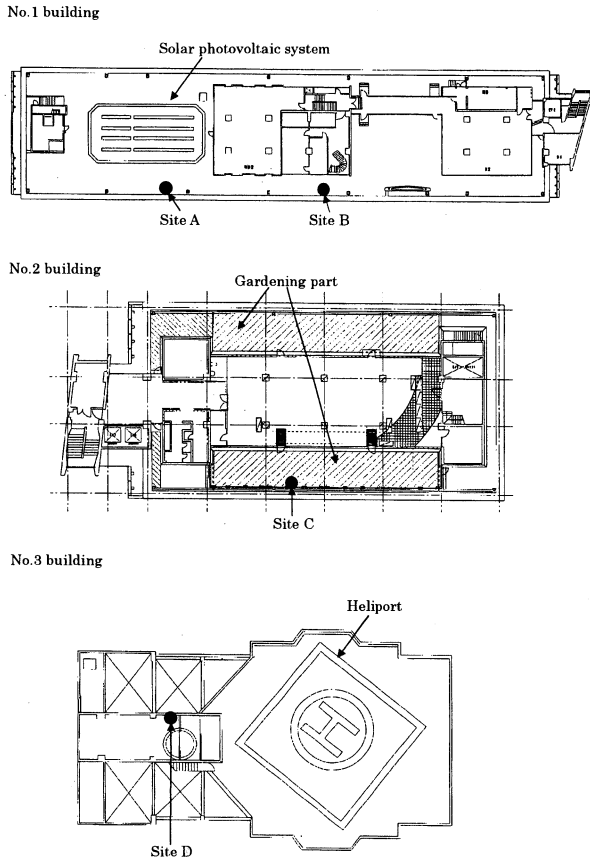 No.1 building
Solar photovoltaic system
Site A
Site B
No.2 building
Gardening part
Site C
No.3 building
Heliport
H
Site D